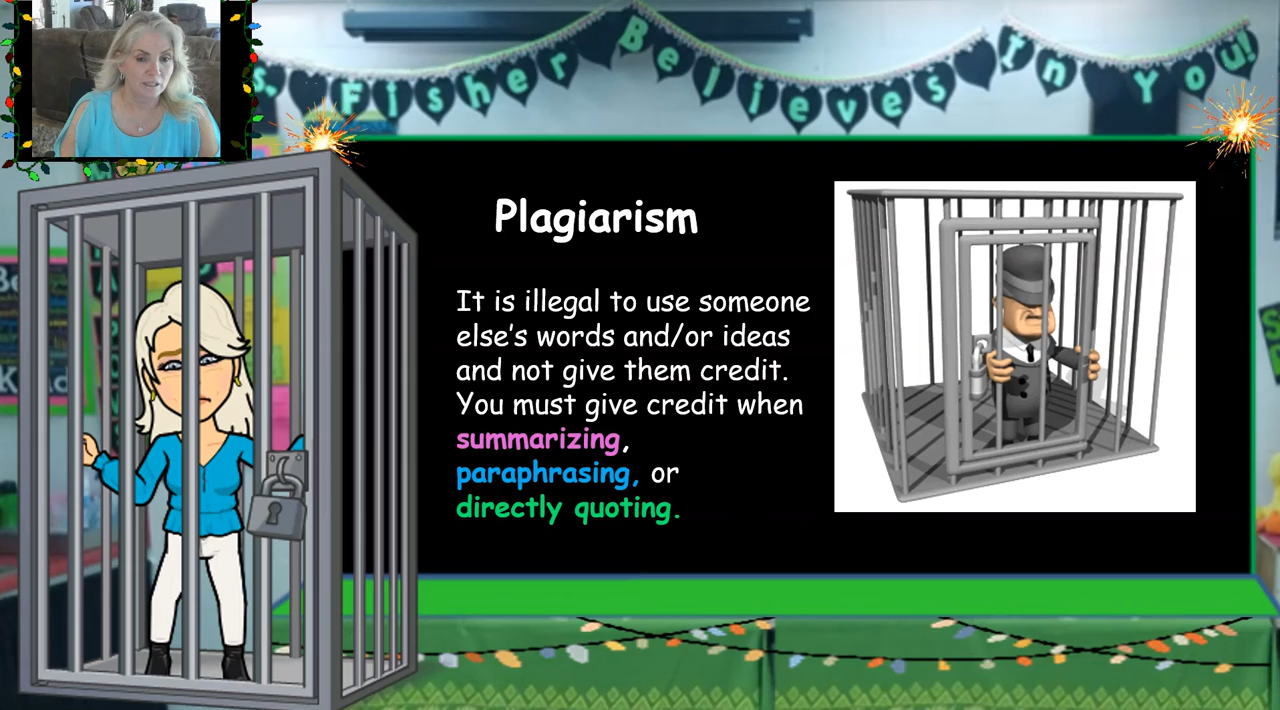 s. Fisher Believes In You!
Plagiarism
It is illegal to use someone
else's words and/or ideas
and not give them credit.
You must give credit when
summarizing,
paraphrasing, or
directly quoting.